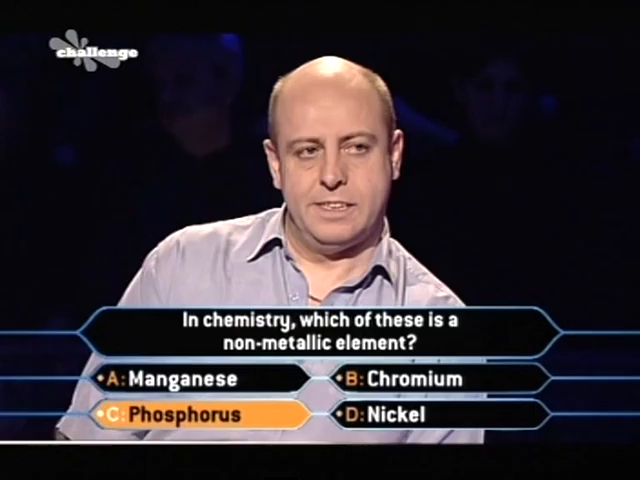 challenge
In chemistry, which of these is a
non-metallic element?
A: Manganese
B: Chromium
C: Phosphorus
D: Nickel